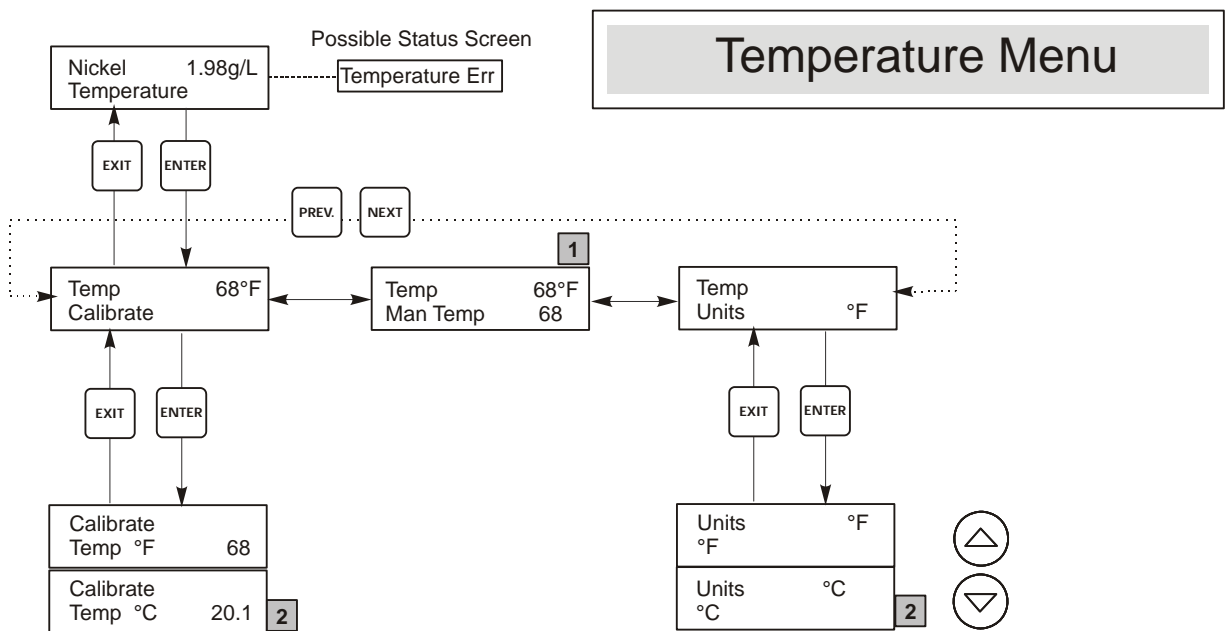 Temperature Menu
Possible Status Screen
Nickel 1.98g/L
Temperature
Temperature Err
EXIT ENTER
PREV. NEXT
1
Temp 68°F
Calibrate
Temp 68°F
Man Temp 68
Temp
Units °F
EXIT ENTER
EXIT ENTER
Calibrate
Temp °F 68
Calibrate
Temp °C 20.1
2
Units °F
°F
Units °C
°C
2